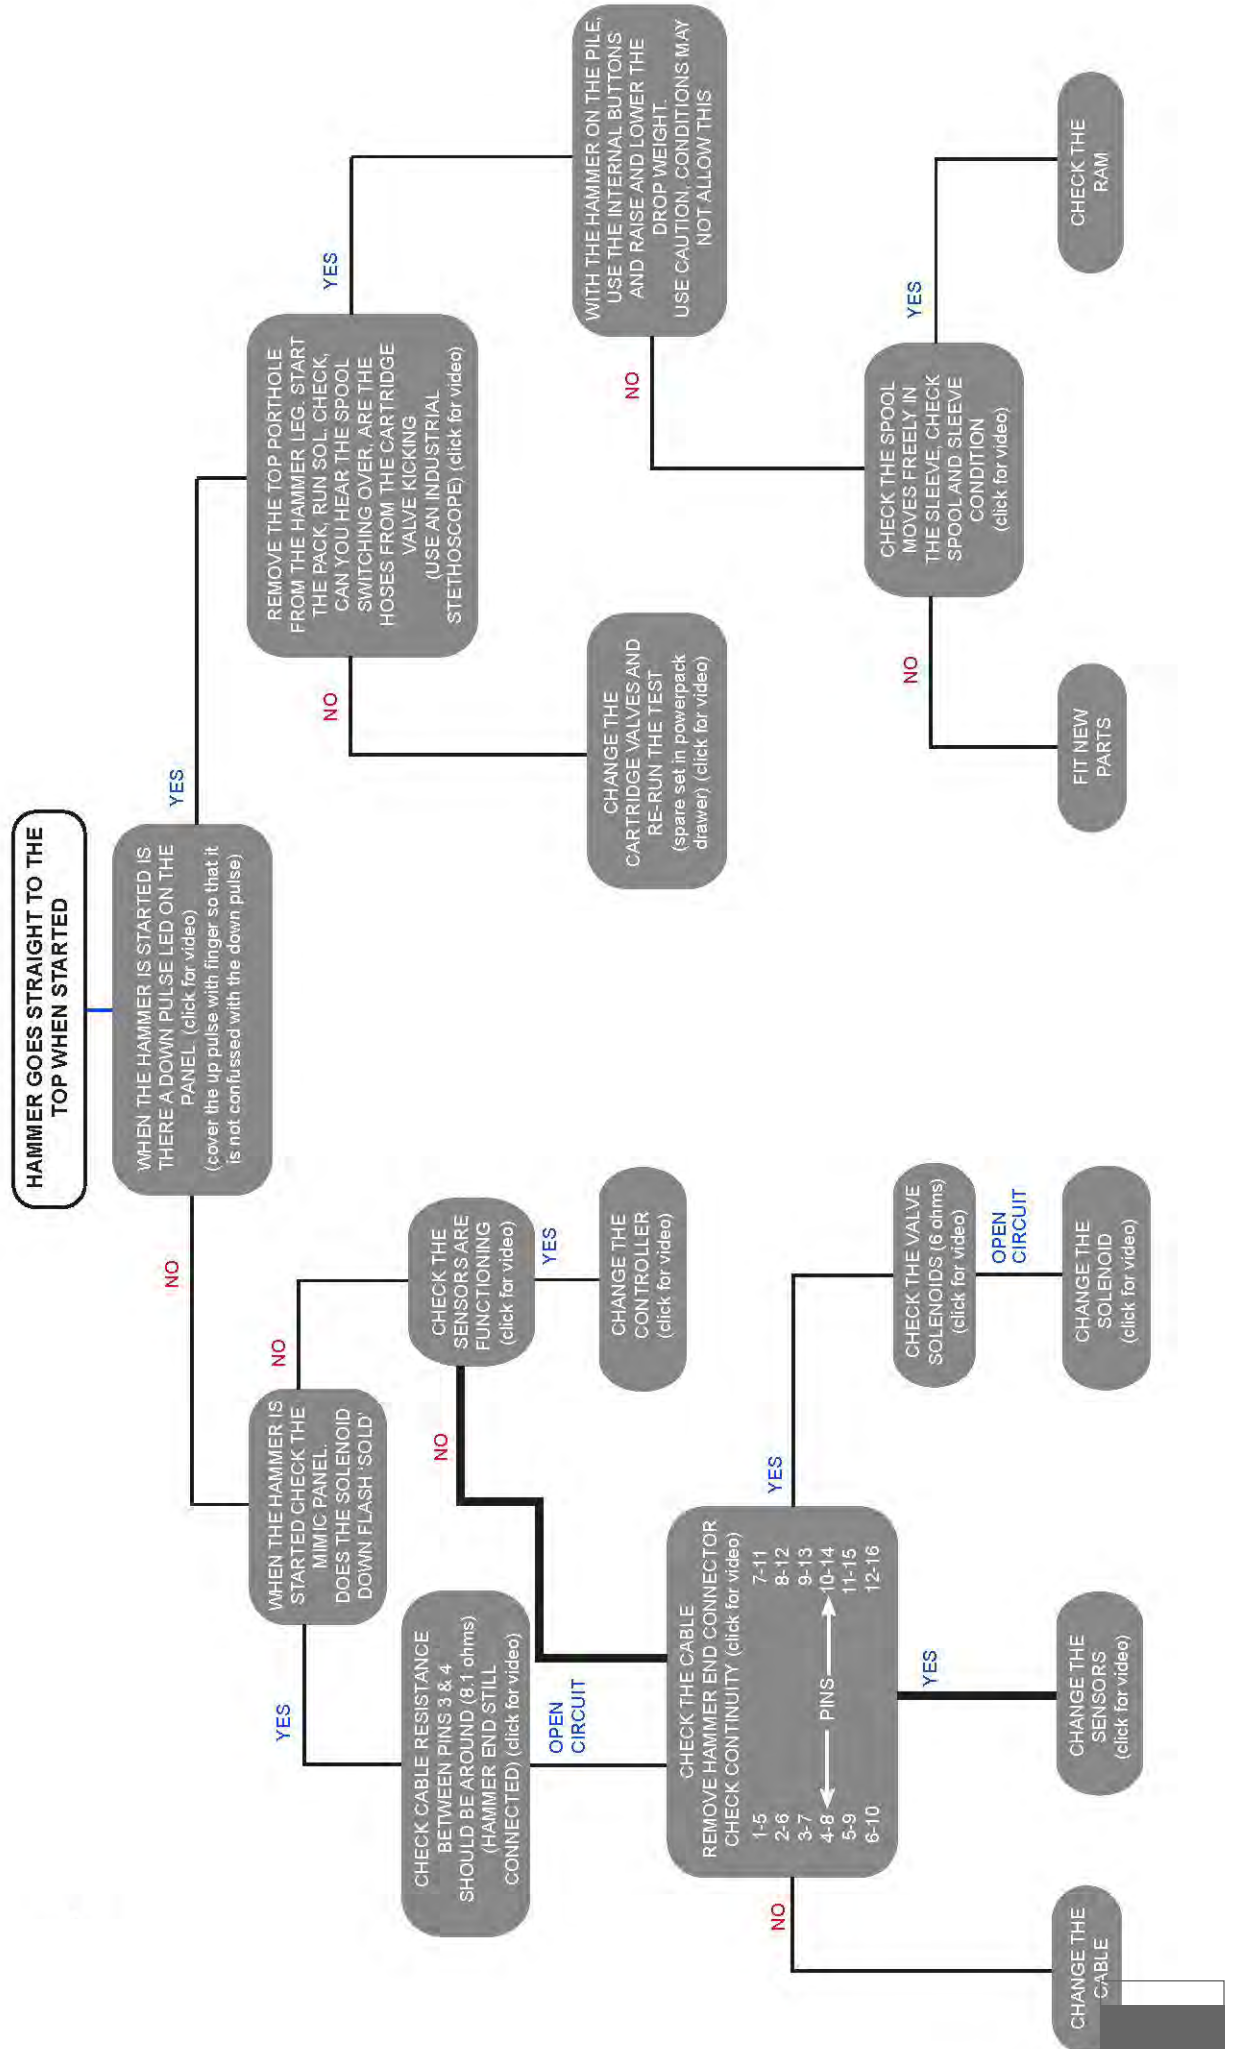 HAMMER GOES STRAIGHT TO THE
TOP WHEN STARTED
WHEN THE HAMMER IS STARTED IS
THERE A DOWN PULSE LED ON THE
PANEL (click for video)
(cover the up pulse with finger so that it
is not confussed with the down pulse)
NO
YES
WHEN THE HAMMER IS
STARTED CHECK THE
MIMIC PANEL.
DOES THE SOLENOID
DOWN FLASH 'SOLD'
YES
NO
CHECK CABLE RESISTANCE
BETWEEN PINS 3 & 4
SHOULD BE AROUND (8.1 ohms)
(HAMMER END STILL
CONNECTED) (click for video)
OPEN
CIRCUIT
CHECK THE
SENSORS ARE
FUNCTIONING
(click for video)
NO
YES
CHANGE THE
CONTROLLER
(click for video)
CHECK THE CABLE
REMOVE HAMMER END CONNECTOR
CHECK CONTINUITY (click for video)
1-5 7-11
2-6 8-12
3-7 9-13
4-8 PINS 10-14
5-9 11-15
6-10 12-16
NO
YES
YES
CHANGE THE
CABLE
CHANGE THE
SENSORS
(click for video)
CHECK THE VALVE
SOLENOIDS (6 ohms)
(click for video)
OPEN
CIRCUIT
CHANGE THE
SOLENOID
(click for video)
REMOVE THE TOP PORTHOLE
FROM THE HAMMER LEG. START
THE PACK, RUN SOL. CHECK,
CAN YOU HEAR THE SPOOL
SWITCHING OVER, ARE THE
HOSES FROM THE CARTRIDGE
VALVE KICKING
(USE AN INDUSTRIAL
STETHOSCOPE) (click for video)
NO
YES
CHANGE THE
CARTRIDGE VALVES AND
RE-RUN THE TEST
(spare set in powerpack
drawer) (click for video)
WITH THE HAMMER ON THE PILE,
USE THE INTERNAL BUTTONS
AND RAISE AND LOWER THE
DROP WEIGHT.
USE CAUTION, CONDITIONS MAY
NOT ALLOW THIS
NO
CHECK THE SPOOL
MOVES FREELY IN
THE SLEEVE, CHECK
SPOOL AND SLEEVE
CONDITION
(click for video)
NO
YES
FIT NEW
PARTS
CHECK THE
RAM